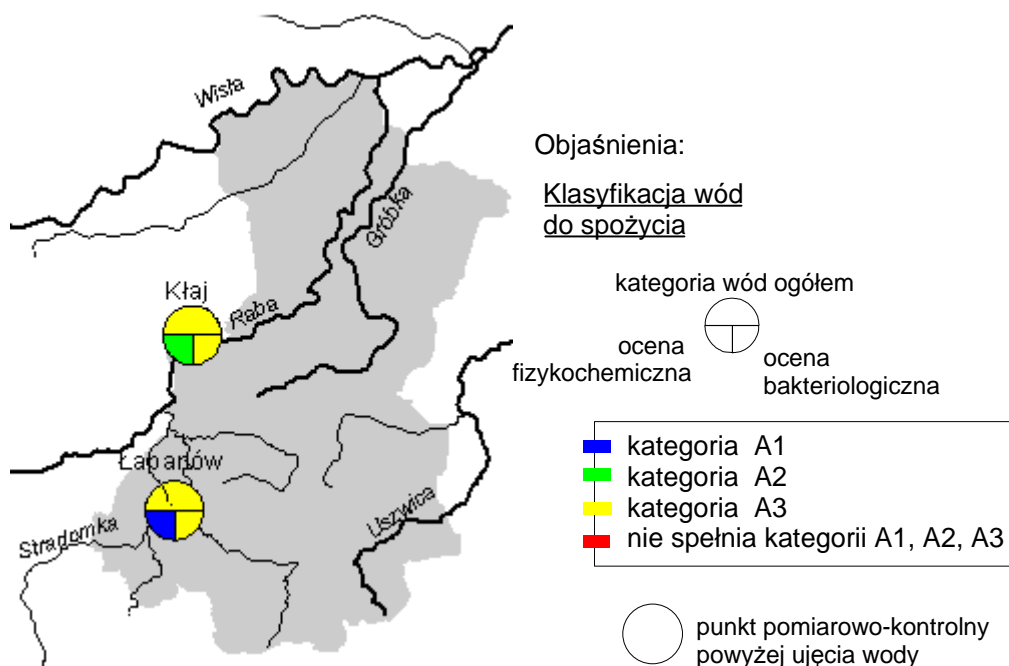 Wisła
Gróbka
Kłaj
Raba
Łapanów
Stradomka
Uszwica
Objaśnienia:
Klasyfikacja wód
do spożycia
kategoria wód ogółem
ocena
fizykochemiczna
ocena
bakteriologiczna
kategoria A1
kategoria A2
kategoria A3
nie spełnia kategorii A1, A2, A3
punkt pomiarowo-kontrolny
powyżej ujęcia wody